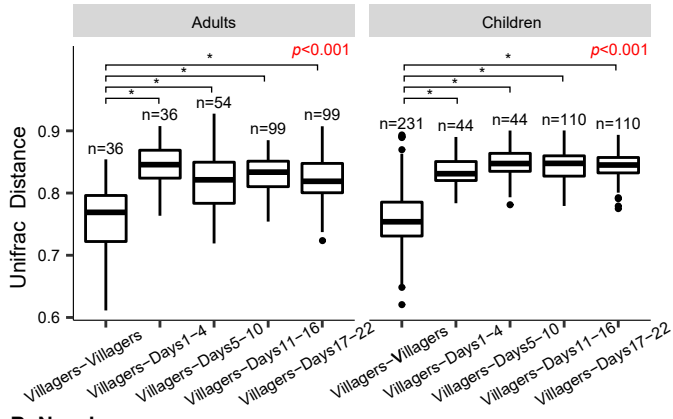 Adults
Children
p<0.001
p<0.001
*
*
*
*
*
*
*
*
n=36
n=36
n=54
n=99
n=99
n=231
n=44
n=44
n=110
n=110
Unifrac Distance
0.9
0.8
0.7
0.6
Villagers−Villagers
Villagers−Days1−4
Villagers−Days5−10
Villagers−Days11−16
Villagers−Days17−22
Villagers−Villagers
Villagers−Days1−4
Villagers−Days5−10
Villagers−Days11−16
Villagers−Days17−22